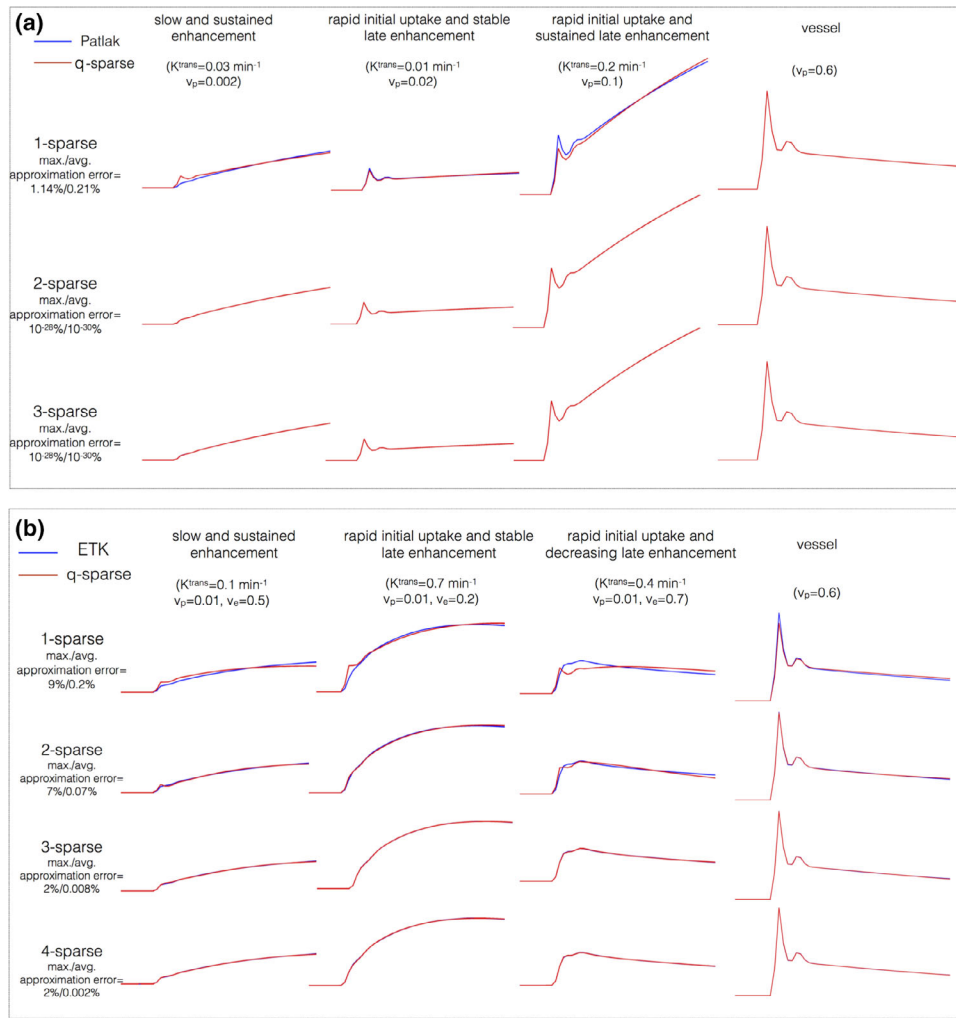 (a)
Patlak
q-sparse
slow and sustained
enhancement
(Kᵗʳᵃⁿˢ=0.03 min⁻¹
vₚ=0.002)
rapid initial uptake and stable
late enhancement
(Kᵗʳᵃⁿˢ=0.01 min⁻¹
vₚ=0.02)
rapid initial uptake and
sustained late enhancement
(Kᵗʳᵃⁿˢ=0.2 min⁻¹
vₚ=0.1)
vessel
(vₚ=0.6)
1-sparse
max./avg.
approximation error=
1.14%/0.21%
2-sparse
max./avg.
approximation error=
10⁻²⁸%/10⁻³⁰%
3-sparse
max./avg.
approximation error=
10⁻²⁸%/10⁻³⁰%
(b)
ETK
q-sparse
slow and sustained
enhancement
(Kᵗʳᵃⁿˢ=0.1 min⁻¹
vₚ=0.01, vₑ=0.5)
rapid initial uptake and stable
late enhancement
(Kᵗʳᵃⁿˢ=0.7 min⁻¹
vₚ=0.01, vₑ=0.2)
rapid initial uptake and
decreasing late enhancement
(Kᵗʳᵃⁿˢ=0.4 min⁻¹
vₚ=0.01, vₑ=0.7)
vessel
(vₚ=0.6)
1-sparse
max./avg.
approximation error=
9%/0.2%
2-sparse
max./avg.
approximation error=
7%/0.07%
3-sparse
max./avg.
approximation error=
2%/0.008%
4-sparse
max./avg.
approximation error=
2%/0.002%